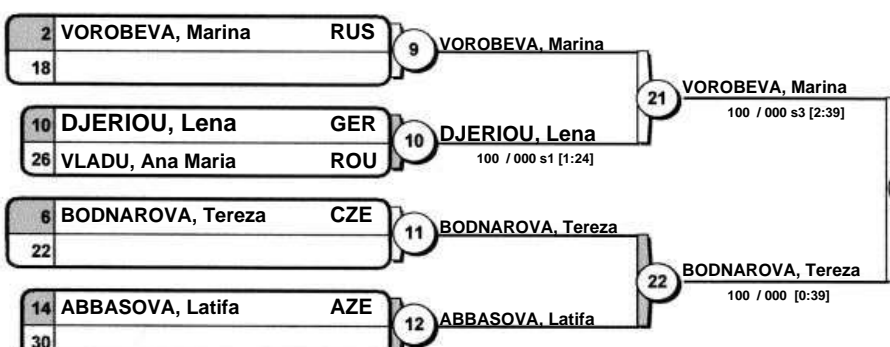 2 VOROBEVA, Marina RUS
18
9 VOROBEVA, Marina
21 VOROBEVA, Marina
100 / 000 s3 [2:39]
10 DJERIOU, Lena GER
26 VLADU, Ana Maria ROU
10 DJERIOU, Lena
100 / 000 s1 [1:24]
6 BODNAROVA, Tereza CZE
22
11 BODNAROVA, Tereza
22 BODNAROVA, Tereza
100 / 000 [0:39]
14 ABBASOVA, Latifa AZE
30
12 ABBASOVA, Latifa